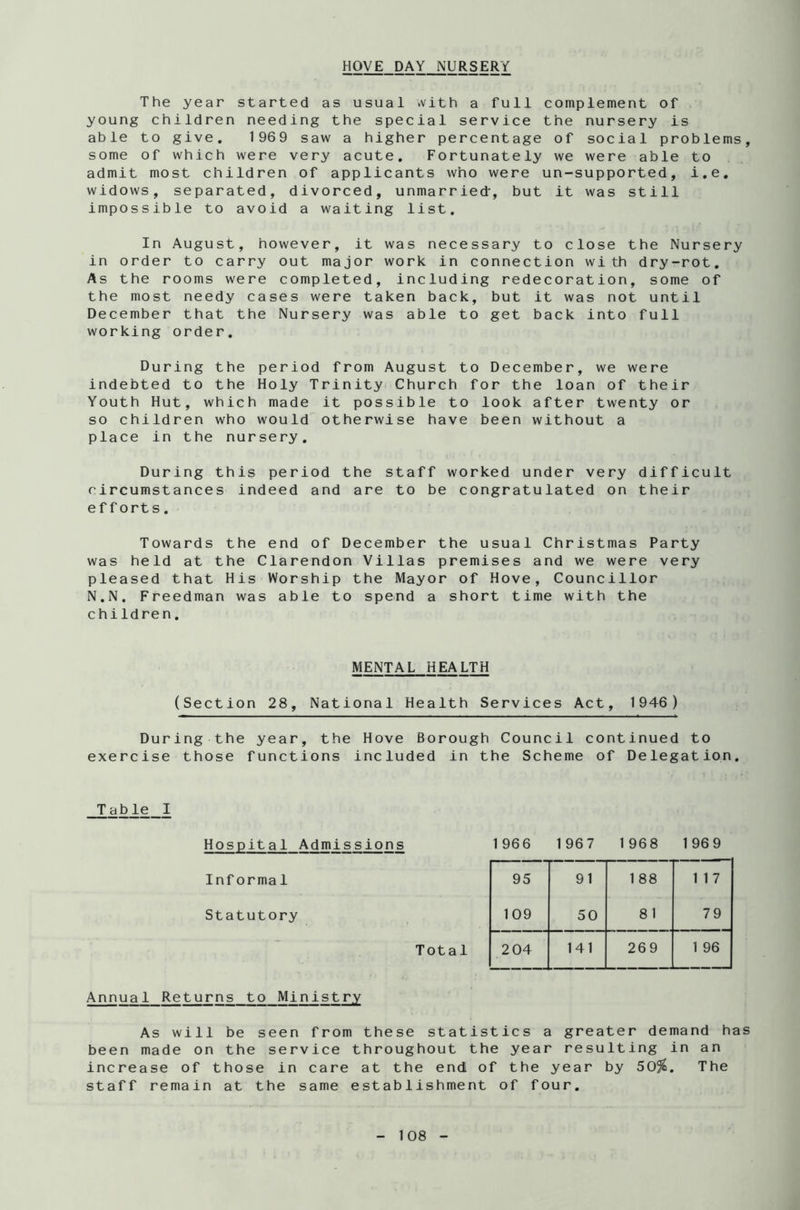 HOVE DAY NURSERY
The year started as usual with a full complement of
young children needing the special service the nursery is
able to give. 1969 saw a higher percentage of social problems,
some of which were very acute. Fortunately we were able to
admit most children of applicants who were un-supported, i.e.
widows, separated, divorced, unmarried, but it was still
impossible to avoid a waiting list.
In August, however, it was necessary to close the Nursery
in order to carry out major work in connection with dry-rot.
As the rooms were completed, including redecoration, some of
the most needy cases were taken back, but it was not until
December that the Nursery was able to get back into full
working order.
During the period from August to December, we were
indebted to the Holy Trinity Church for the loan of their
Youth Hut, which made it possible to look after twenty or
so children who would otherwise have been without a
place in the nursery.
During this period the staff worked under very difficult
circumstances indeed and are to be congratulated on their
efforts.
Towards the end of December the usual Christmas Party
was held at the Clarendon Villas premises and we were very
pleased that His Worship the Mayor of Hove, Councillor
N.N. Freedman was able to spend a short time with the
children.
MENTAL HEALTH
(Section 28, National Health Services Act, 1946)
During the year, the Hove Borough Council continued to
exercise those functions included in the Scheme of Delegation.
Table I
Hospital Admissions 1966 1967 1968 1969
Informal 95 91 188 117
Statutory 109 50 81 79
Total 204 141 269 196
Annual Returns to Ministry
As will be seen from these statistics a greater demand has
been made on the service throughout the year resulting in an
increase of those in care at the end of the year by 50%. The
staff remain at the same establishment of four.
- 108 -